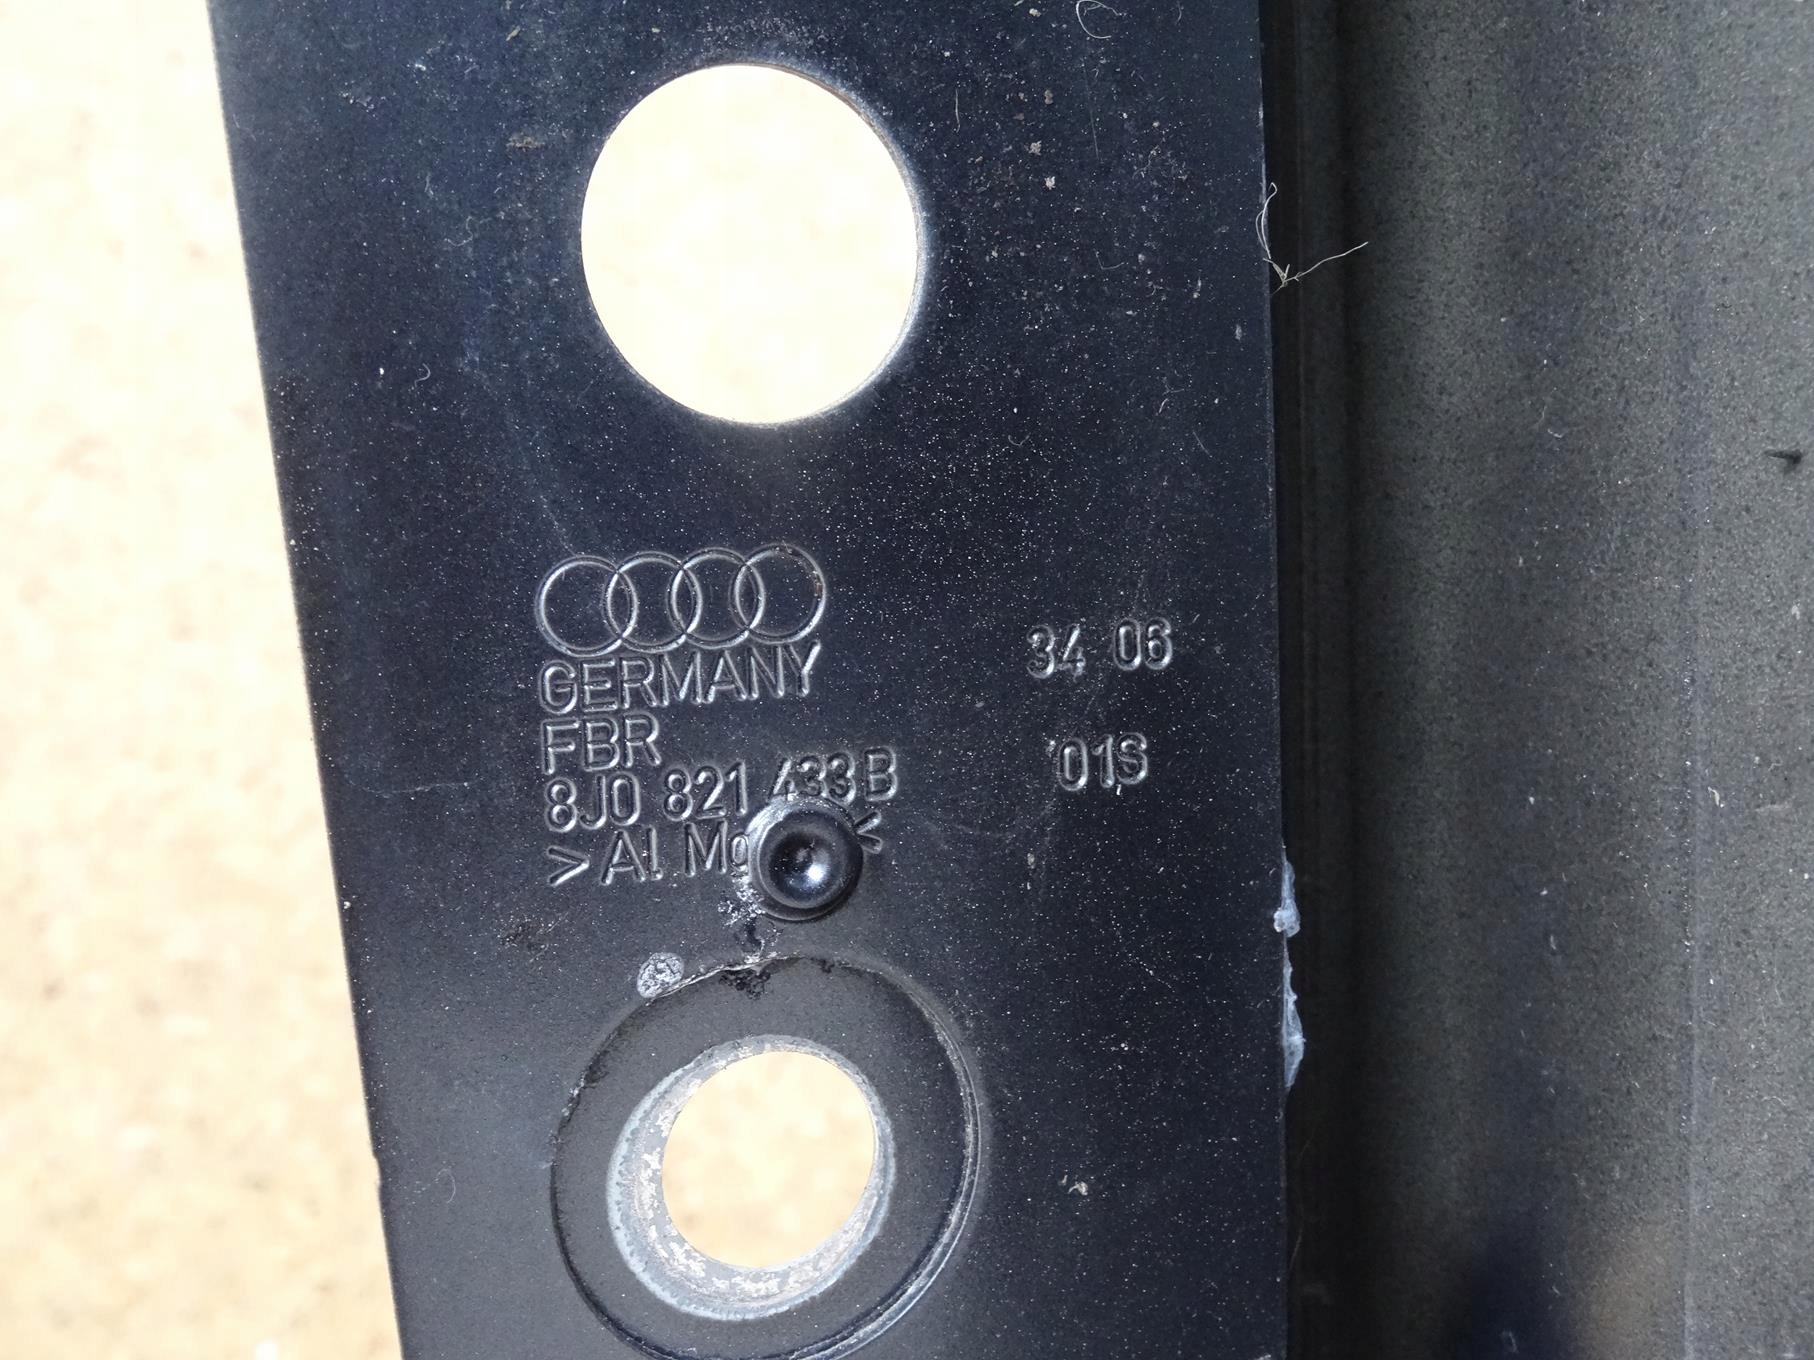 GERMANY
FBR
8J0 821 433 B
>Al Mg <
34 06
01S